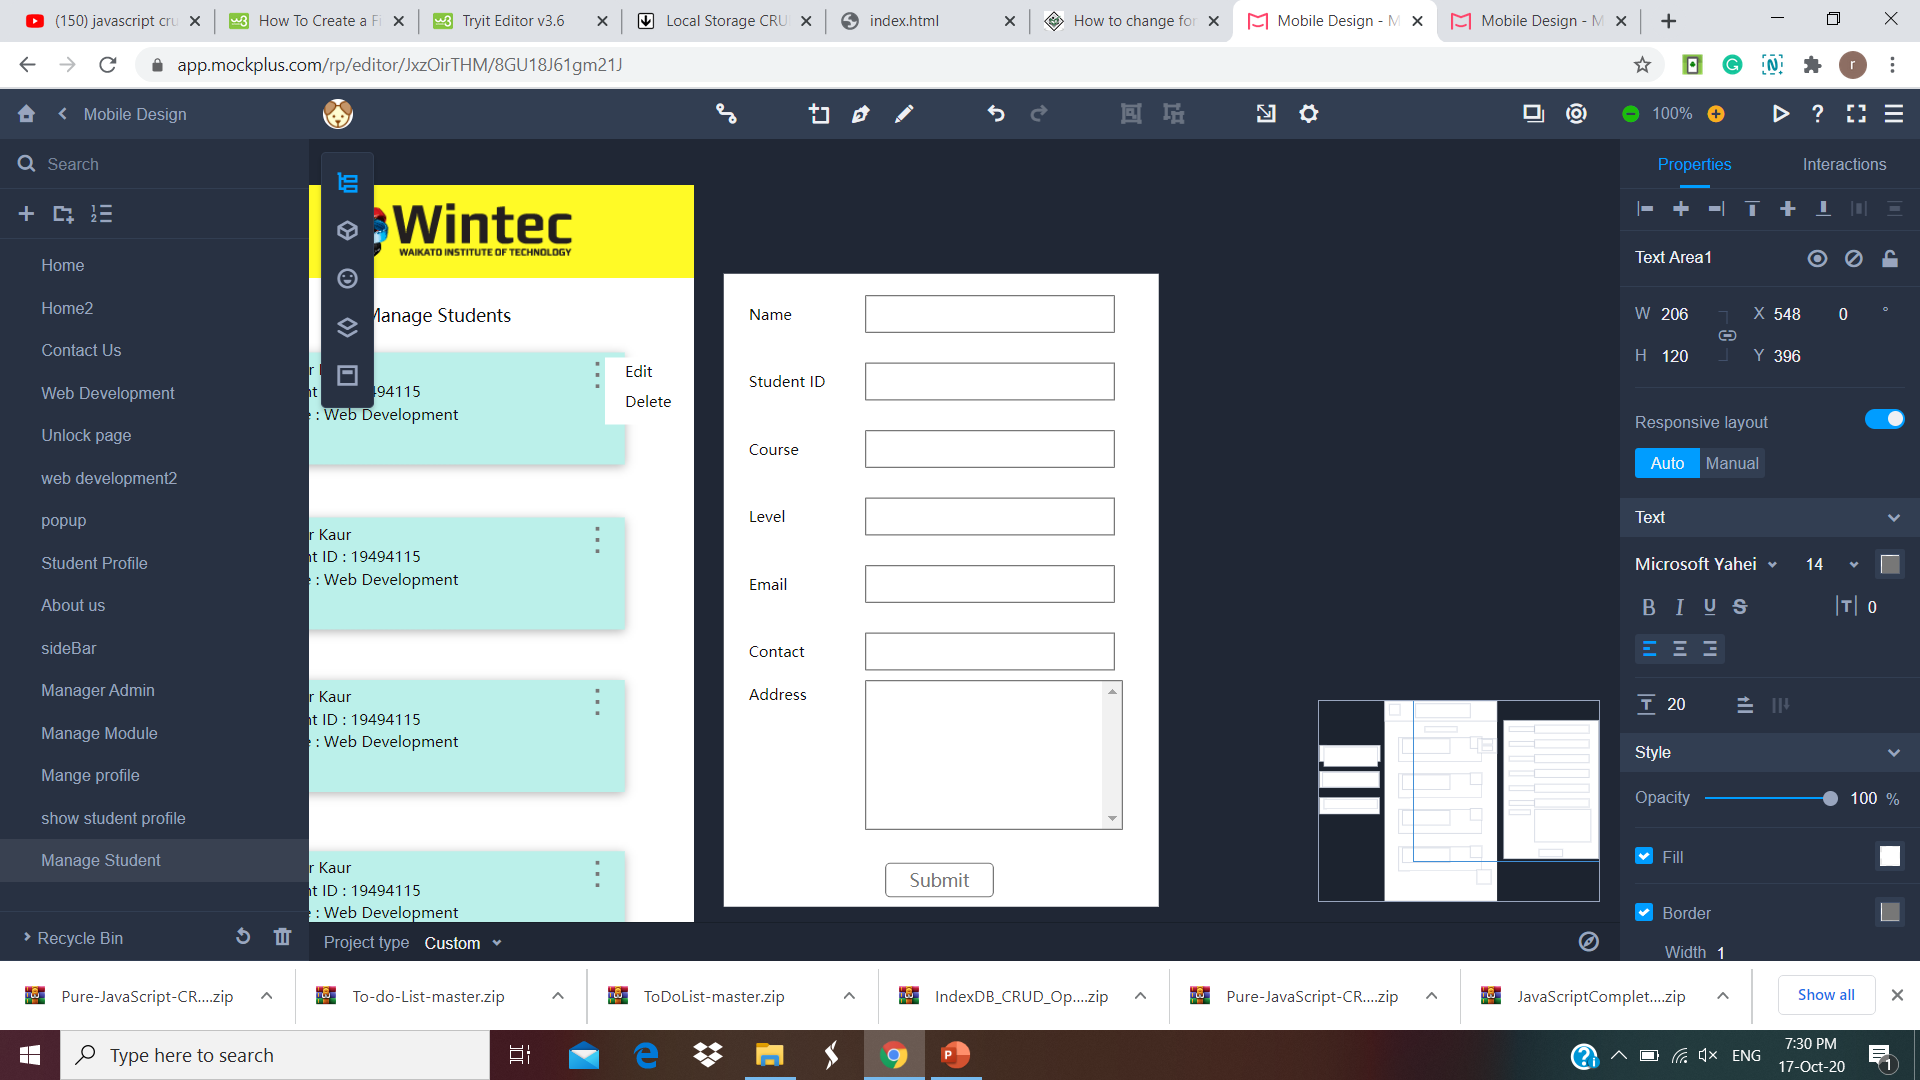 (150) javascript cru
How To Create a Fi
Tryit Editor v3.6
Local Storage CRU
index.html
How to change for
Mobile Design - M
Mobile Design - M
app.mockplus.com/rp/editor/JxzOirTHM/8GU18J61gm21J
r
Mobile Design
100%
Search
Properties
Interactions
Home
Home2
Contact Us
Web Development
Unlock page
web development2
popup
Student Profile
About us
sideBar
Manager Admin
Manage Module
Mange profile
show student profile
Manage Student
Recycle Bin
Wintec
WAIKATO INSTITUTE OF TECHNOLOGY
Manage Students
494115
: Web Development
Edit
Delete
r Kaur
nt ID : 19494115
: Web Development
r Kaur
nt ID : 19494115
: Web Development
r Kaur
nt ID : 19494115
: Web Development
Name
Student ID
Course
Level
Email
Contact
Address
Submit
Project type Custom
Text Area1
W 206 X 548 0 °
H 120 Y 396
Responsive layout
Auto Manual
Text
Microsoft Yahei 14
B I U S |T| 0
T 20
Style
Opacity 100 %
Fill
Border
Width 1
Pure-JavaScript-CR....zip
To-do-List-master.zip
ToDoList-master.zip
IndexDB_CRUD_Op....zip
Pure-JavaScript-CR....zip
JavaScriptComplet....zip
Show all
Type here to search
ENG
7:30 PM
17-Oct-20
1